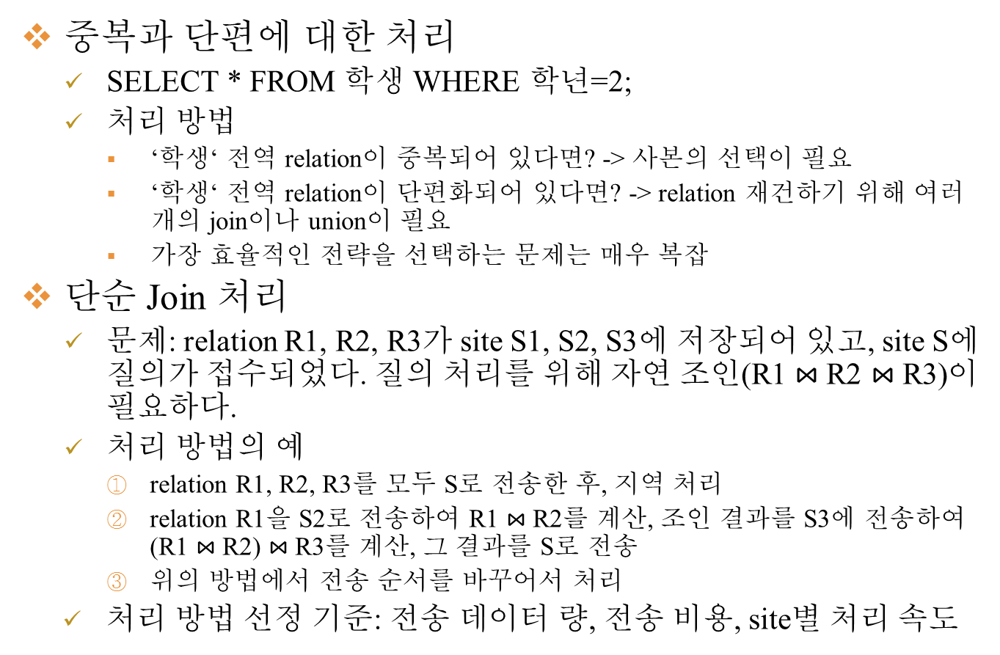 ❖ 중복과 단편에 대한 처리
✓ SELECT * FROM 학생 WHERE 학년=2;
✓ 처리 방법
▪ ‘학생‘ 전역 relation이 중복되어 있다면? -> 사본의 선택이 필요
▪ ‘학생‘ 전역 relation이 단편화되어 있다면? -> relation 재건하기 위해 여러
개의 join이나 union이 필요
▪ 가장 효율적인 전략을 선택하는 문제는 매우 복잡
❖ 단순 Join 처리
✓ 문제: relation R1, R2, R3가 site S1, S2, S3에 저장되어 있고, site S에
질의가 접수되었다. 질의 처리를 위해 자연 조인(R1 ⋈ R2 ⋈ R3)이
필요하다.
✓ 처리 방법의 예
① relation R1, R2, R3를 모두 S로 전송한 후, 지역 처리
② relation R1을 S2로 전송하여 R1 ⋈ R2를 계산, 조인 결과를 S3에 전송하여
(R1 ⋈ R2) ⋈ R3를 계산, 그 결과를 S로 전송
③ 위의 방법에서 전송 순서를 바꾸어서 처리
✓ 처리 방법 선정 기준: 전송 데이터 량, 전송 비용, site별 처리 속도